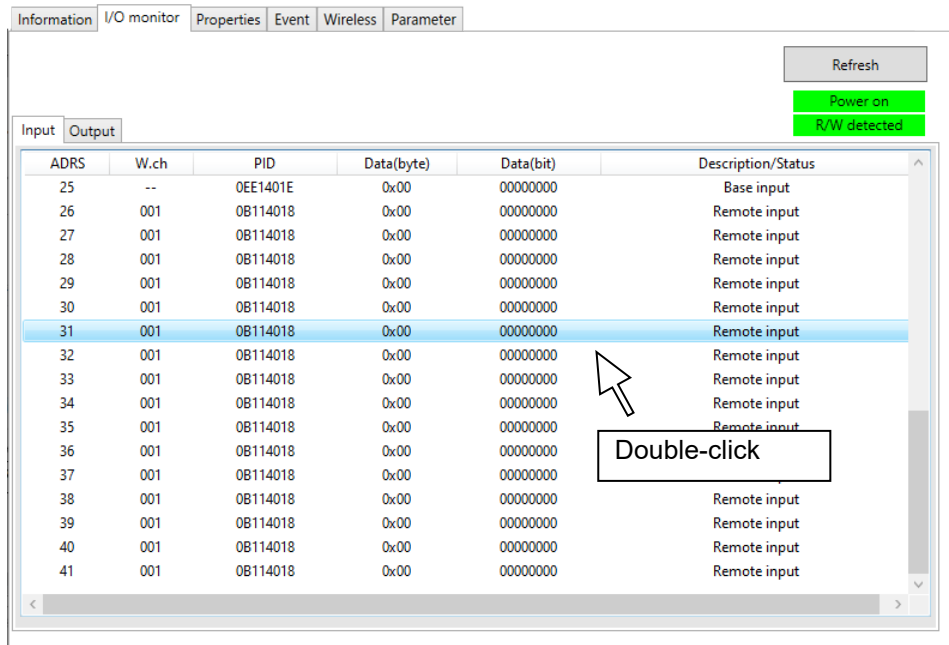 Information I/O monitor Properties Event Wireless Parameter
Refresh
Power on
R/W detected
Input Output
ADRS W.ch PID Data(byte) Data(bit) Description/Status
25 -- 0EE1401E 0x00 00000000 Base input
26 001 0B114018 0x00 00000000 Remote input
27 001 0B114018 0x00 00000000 Remote input
28 001 0B114018 0x00 00000000 Remote input
29 001 0B114018 0x00 00000000 Remote input
30 001 0B114018 0x00 00000000 Remote input
31 001 0B114018 0x00 00000000 Remote input
32 001 0B114018 0x00 00000000 Remote input
33 001 0B114018 0x00 00000000 Remote input
34 001 0B114018 0x00 00000000 Remote input
35 001 0B114018 0x00 00000000 Remote input
36 001 0B114018 0x00 00000000
Double-click
37 001 0B114018 0x00 00000000
38 001 0B114018 0x00 00000000 Remote input
39 001 0B114018 0x00 00000000 Remote input
40 001 0B114018 0x00 00000000 Remote input
41 001 0B114018 0x00 00000000 Remote input